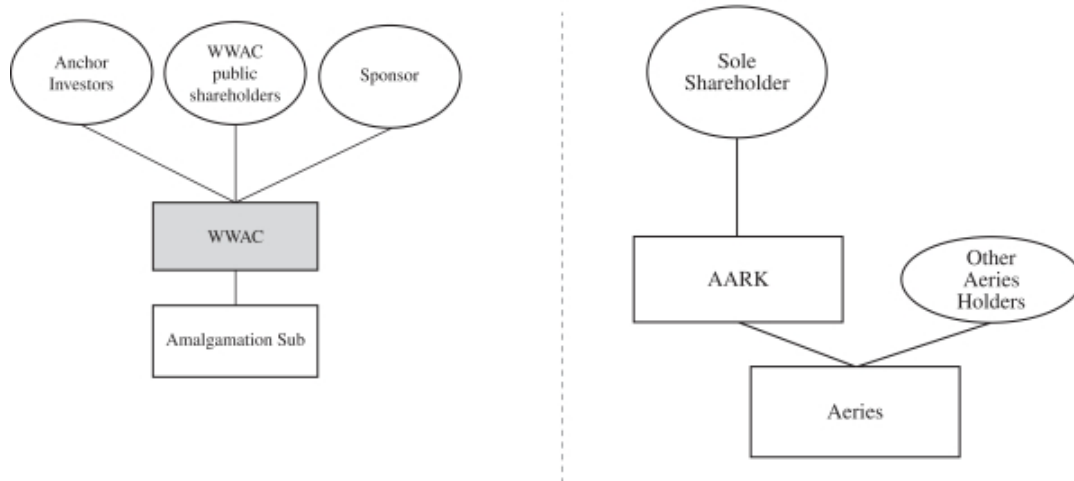 Anchor
Investors
WWAC
public
shareholders
Sponsor
WWAC
Amalgamation Sub
Sole
Shareholder
AARK
Other
Aeries
Holders
Aeries